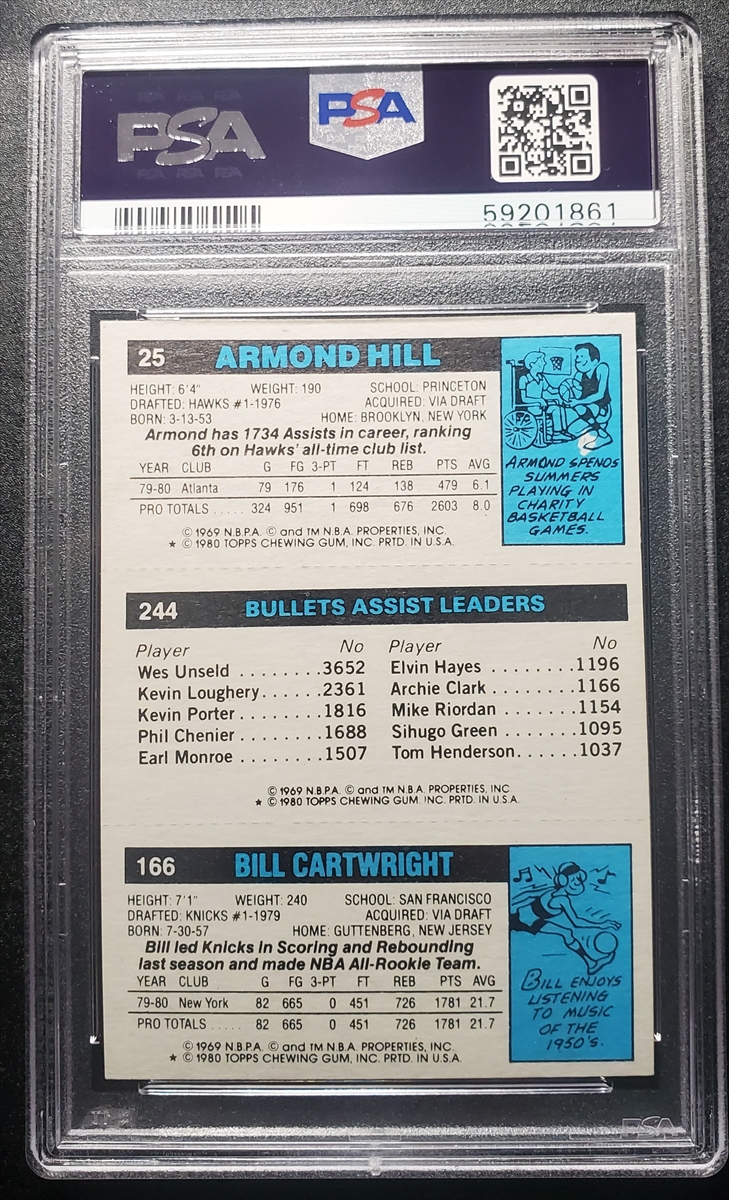 PSA
PSA
59201861
25 ARMOND HILL
HEIGHT: 6'4" WEIGHT: 190 SCHOOL: PRINCETON
DRAFTED: HAWKS #1-1976 ACQUIRED: VIA DRAFT
BORN: 3-13-53 HOME: BROOKLYN, NEW YORK
Armond has 1734 Assists in career, ranking
6th on Hawks' all-time club list.
YEAR CLUB G FG 3-PT FT REB PTS AVG
79-80 Atlanta 79 176 1 124 138 479 6.1
PRO TOTALS ..... 324 951 1 698 676 2603 8.0
© 1969 N.B.P.A. © and TM N.B.A. PROPERTIES, INC.
★ © 1980 TOPPS CHEWING GUM, INC. PRTD. IN U.S.A.
ARMOND SPENDS
SUMMERS
PLAYING IN
CHARITY
BASKETBALL
GAMES.
244 BULLETS ASSIST LEADERS
Player No Player No
Wes Unseld ........3652 Elvin Hayes ........1196
Kevin Loughery......2361 Archie Clark ........1166
Kevin Porter ........1816 Mike Riordan .......1154
Phil Chenier ........1688 Sihugo Green .......1095
Earl Monroe ........1507 Tom Henderson......1037
© 1969 N.B.P.A. © and TM N.B.A. PROPERTIES, INC
★ © 1980 TOPPS CHEWING GUM. INC. PRTD. IN U.S.A.
166 BILL CARTWRIGHT
HEIGHT: 7'1" WEIGHT: 240 SCHOOL: SAN FRANCISCO
DRAFTED: KNICKS #1-1979 ACQUIRED: VIA DRAFT
BORN: 7-30-57 HOME: GUTTENBERG, NEW JERSEY
Bill led Knicks in Scoring and Rebounding
last season and made NBA All-Rookie Team.
YEAR CLUB G FG 3-PT FT REB PTS AVG
79-80 New York 82 665 0 451 726 1781 21.7
PRO TOTALS ..... 82 665 0 451 726 1781 21.7
© 1969 N.B.P.A. © and TM N.B.A. PROPERTIES, INC.
★ © 1980 TOPPS CHEWING GUM, INC. PRTD. IN U.S.A.
BILL ENJOYS
LISTENING
TO MUSIC
OF THE
1950'S.
PSA